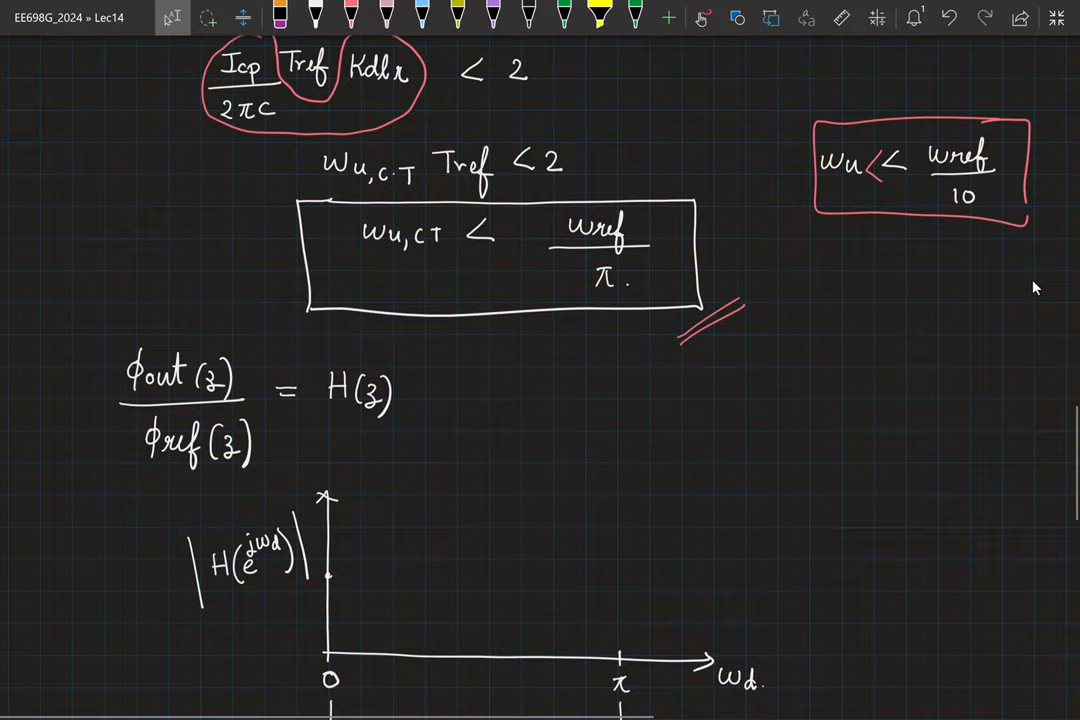 EE698G_2024 » Lec14
Icp/2πC Tref Kdlr < 2
ωu,C.T Tref < 2
ωu << ωref/10
ωu,CT < ωref/π.
ϕout(z)/ϕref(z) = H(z)
|H(e^jωd)|
0 π ωd.